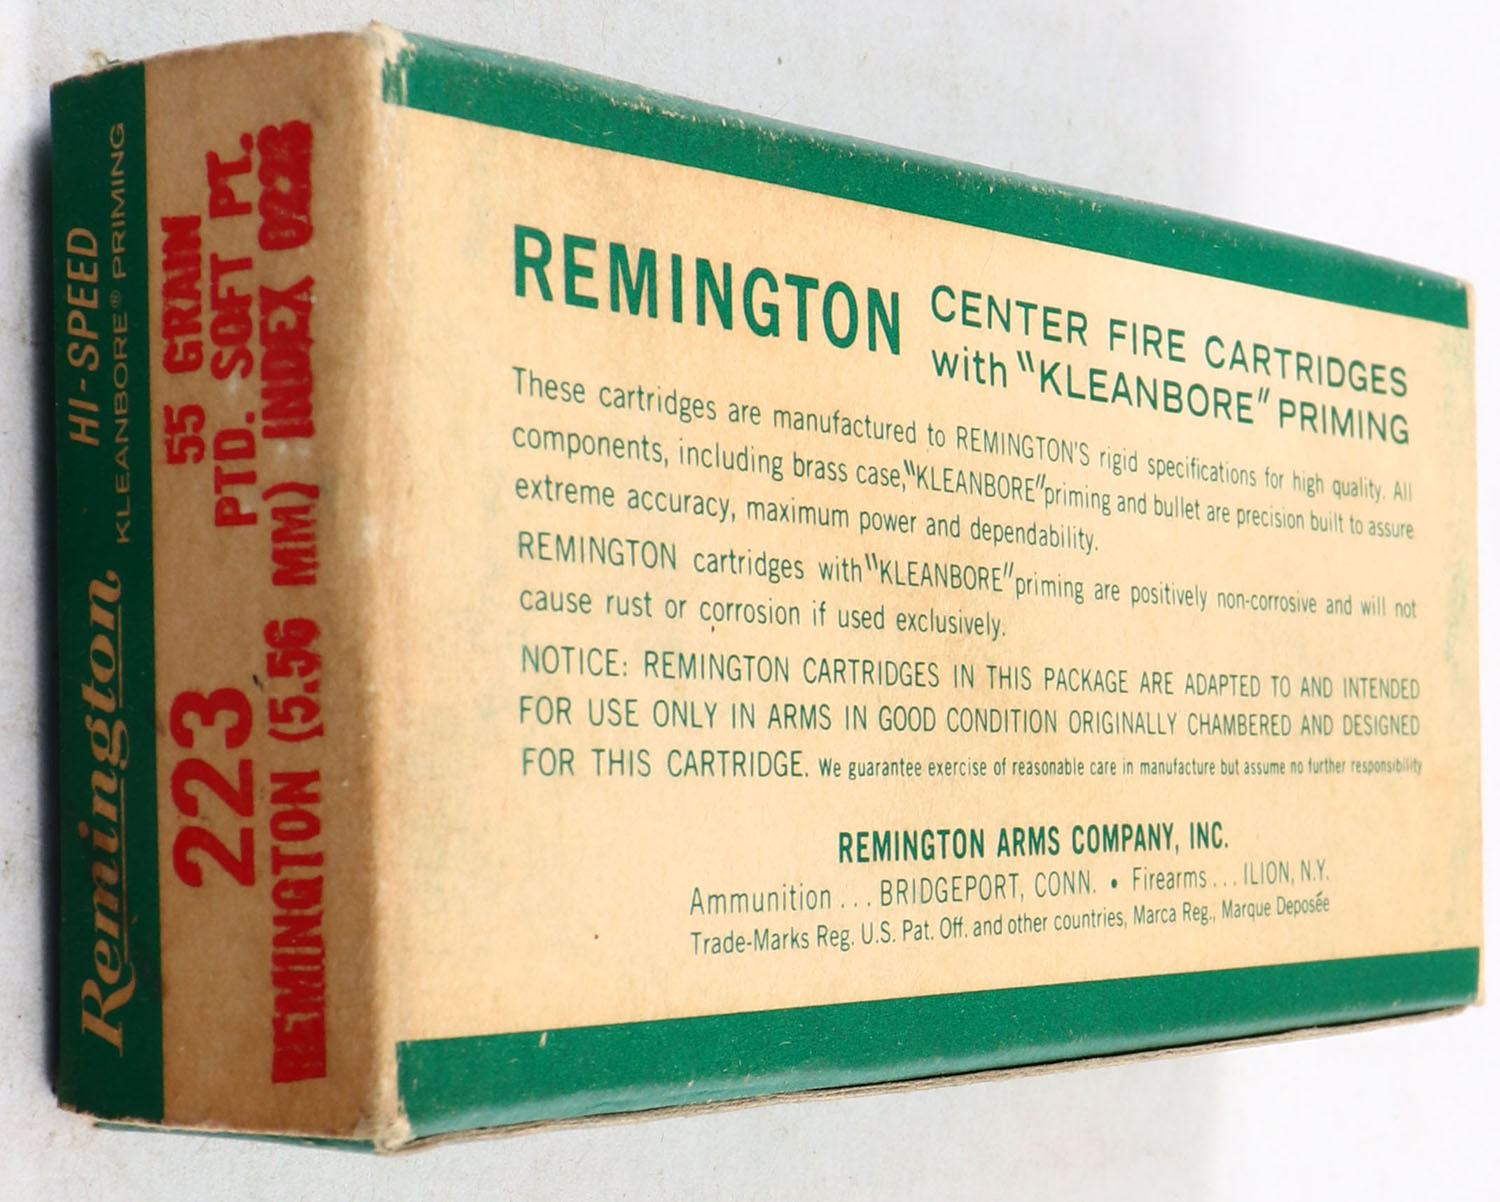 HI-SPEED
Remington KLEANBORE® PRIMING
55 GRAIN
223 PTD. SOFT PT.
REMINGTON (5.56 MM) INDEX 0223
REMINGTON CENTER FIRE CARTRIDGES
with "KLEANBORE" PRIMING
These cartridges are manufactured to REMINGTON'S rigid specifications for high quality. All
components, including brass case, "KLEANBORE" priming and bullet are precision built to assure
extreme accuracy, maximum power and dependability.
REMINGTON cartridges with "KLEANBORE" priming are positively non-corrosive and will not
cause rust or corrosion if used exclusively.
NOTICE: REMINGTON CARTRIDGES IN THIS PACKAGE ARE ADAPTED TO AND INTENDED
FOR USE ONLY IN ARMS IN GOOD CONDITION ORIGINALLY CHAMBERED AND DESIGNED
FOR THIS CARTRIDGE. We guarantee exercise of reasonable care in manufacture but assume no further responsibility
REMINGTON ARMS COMPANY, INC.
Ammunition . . . BRIDGEPORT, CONN. • Firearms . . . ILION, N.Y.
Trade-Marks Reg. U.S. Pat. Off. and other countries, Marca Reg., Marque Deposée